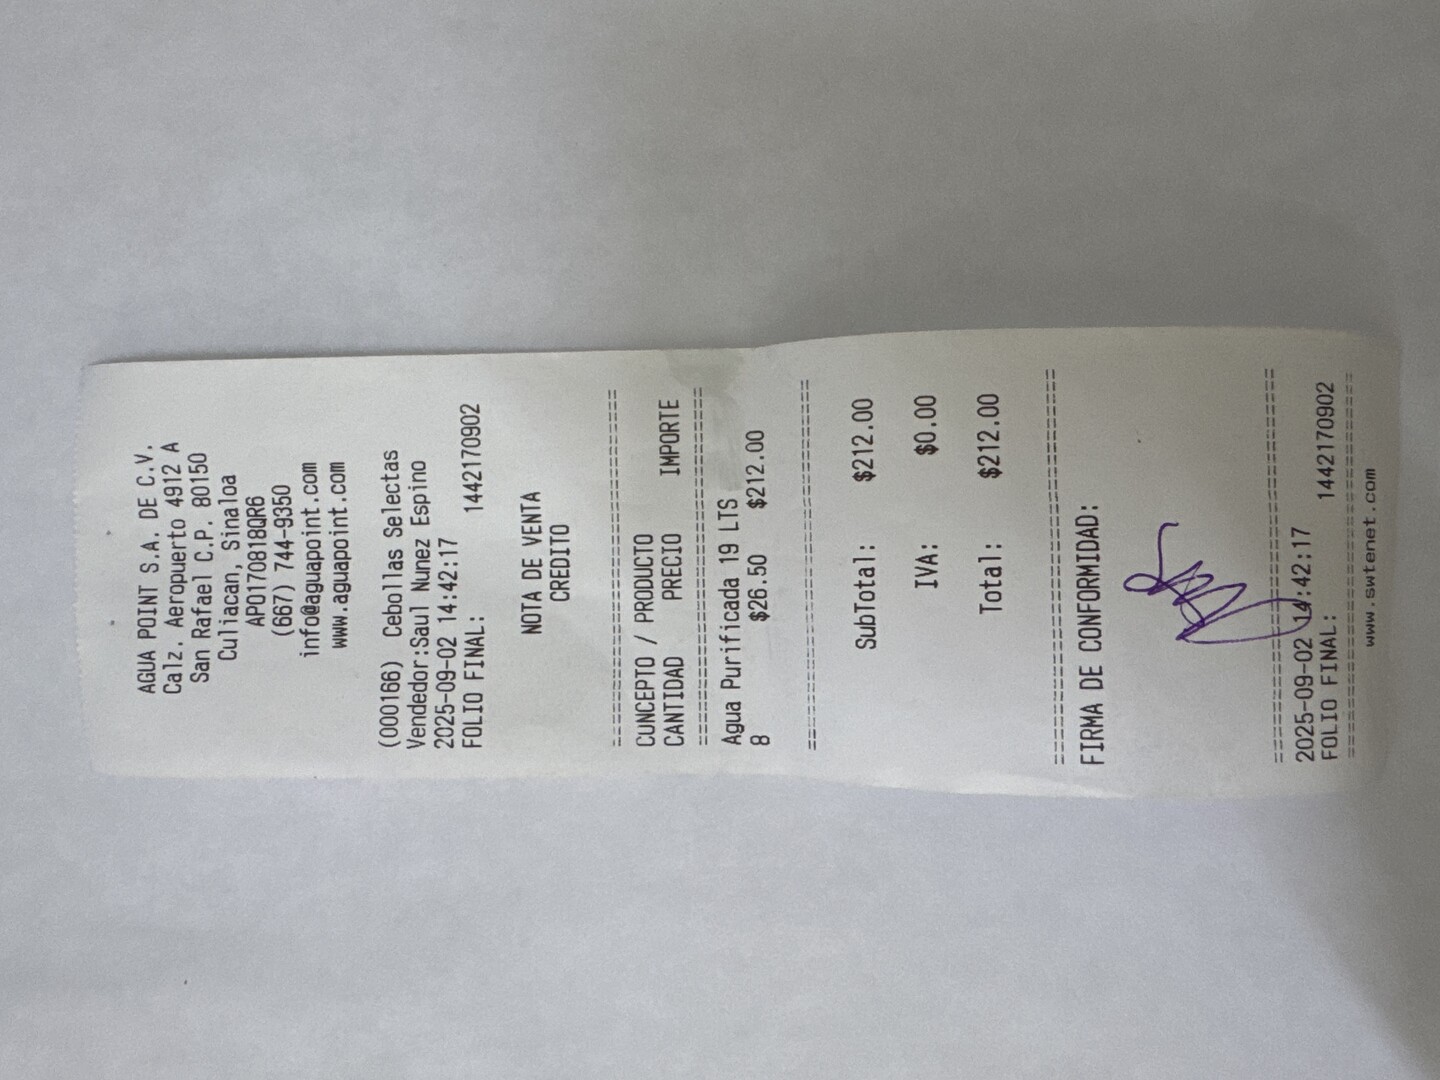 AGUA POINT S.A. DE C.V.
Calz. Aeropuerto 4912 A
San Rafael C.P. 80150
Culiacan, Sinaloa
APO170818QR6
(667) 744-9350
info@aguapoint.com
www.aguapoint.com
(000166) Cebollas Selectas
Vendedor:Saul Nunez Espino
2025-09-02 14:42:17
FOLIO FINAL: 1442170902
NOTA DE VENTA
CREDITO
==============================
CUNCEPTO / PRODUCTO
CANTIDAD PRECIO IMPORTE
==============================
Agua Purificada 19 LTS
8 $26.50 $212.00
==============================
SubTotal: $212.00
IVA: $0.00
Total: $212.00
==============================
FIRMA DE CONFORMIDAD:
==============================
2025-09-02 14:42:17
FOLIO FINAL: 1442170902
==============================
www.swtenet.com